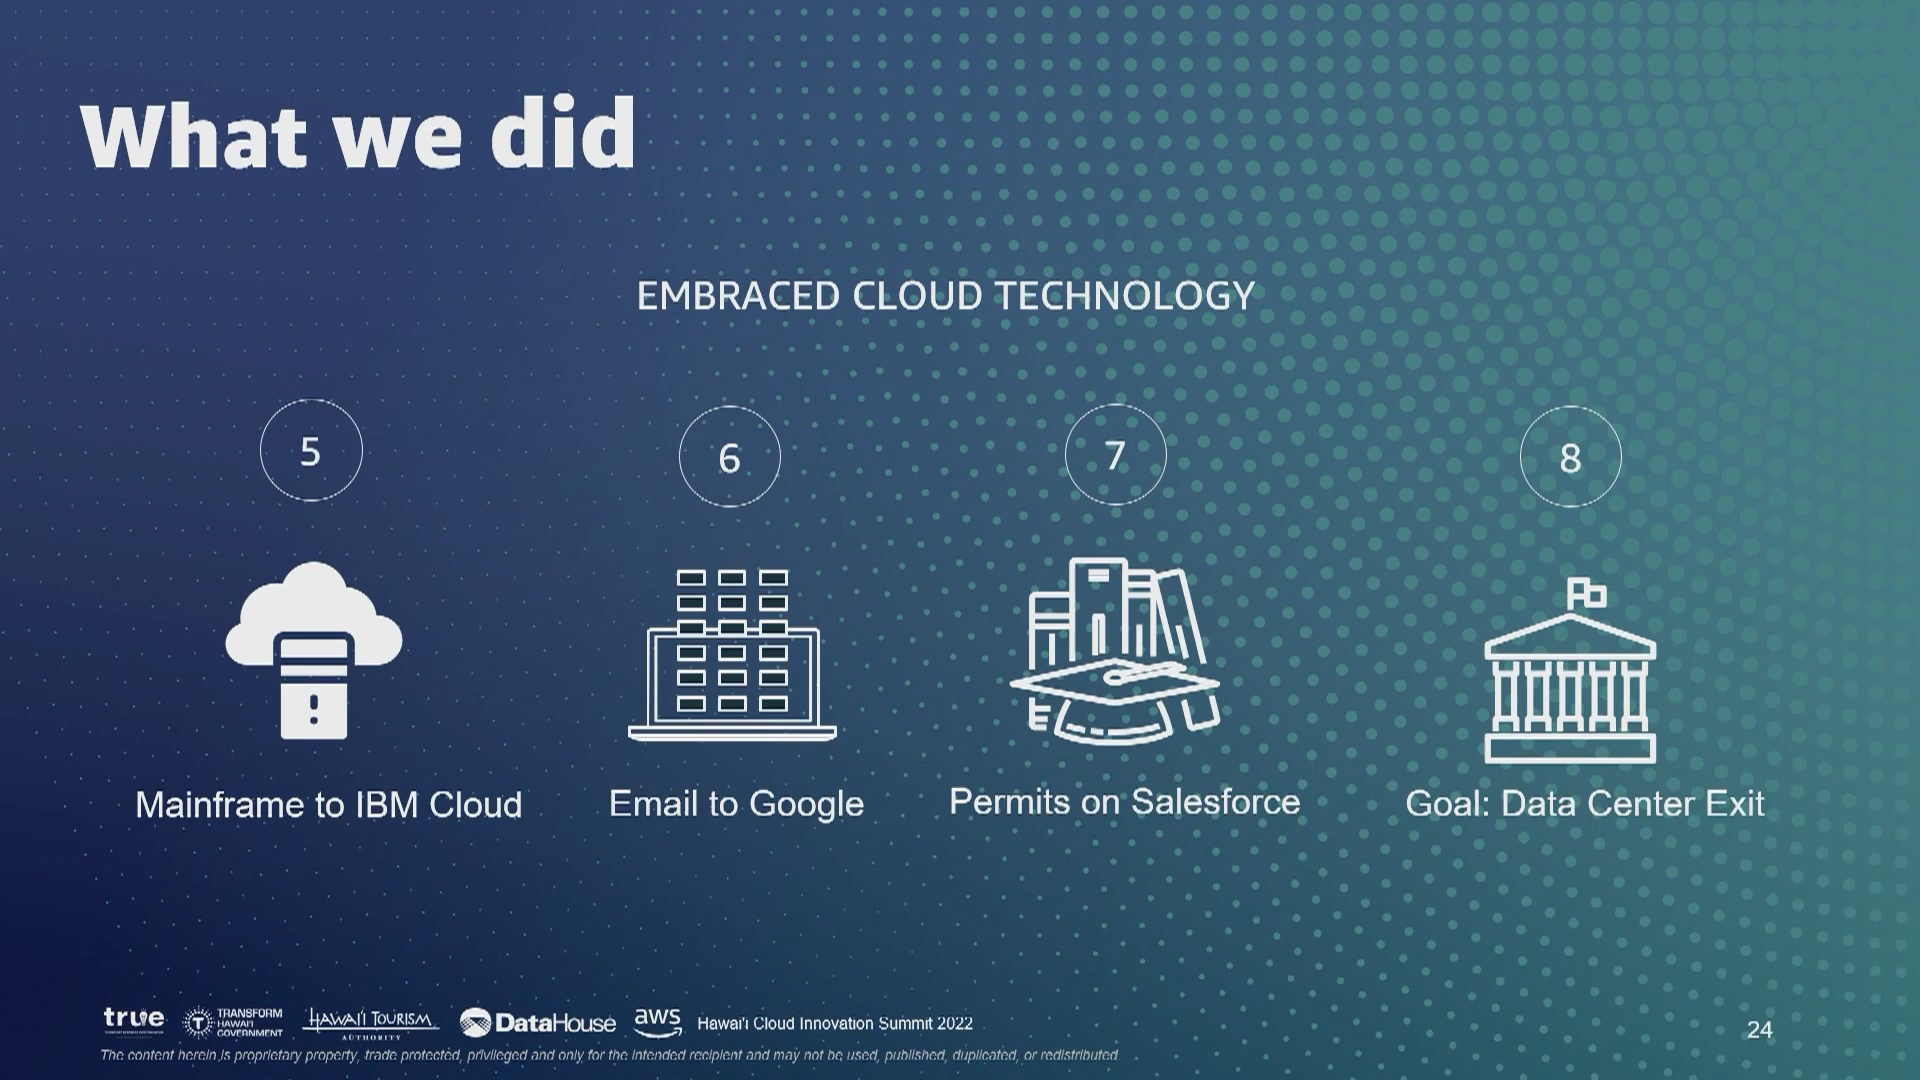 What we did
EMBRACED CLOUD TECHNOLOGY
5
6
7
8
Mainframe to IBM Cloud
Email to Google
Permits on Salesforce
Goal: Data Center Exit
true
TRANSFORM
HAWAI'I
GOVERNMENT
HAWAI'I TOURISM
AUTHORITY
DataHouse
aws
Hawai'i Cloud Innovation Summit 2022
24
The content herein is proprietary property, trade protected, privileged and only for the intended recipient and may not be used, published, duplicated, or redistributed